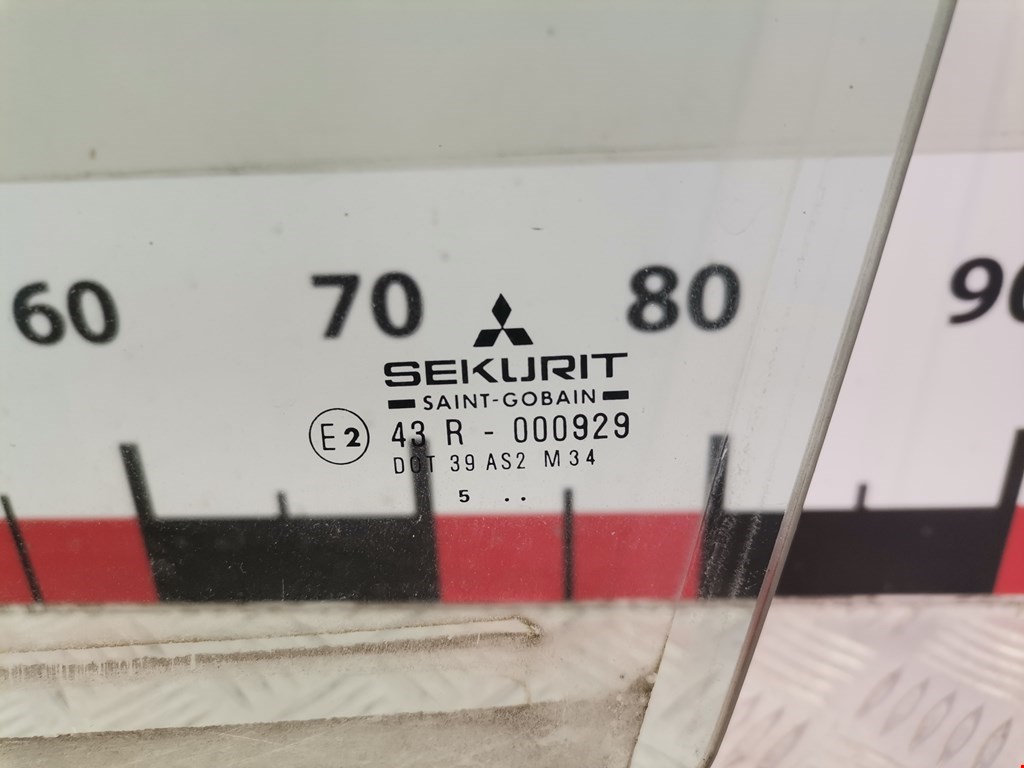 60 70 80 90
SEKURIT
SAINT-GOBAIN
E2 43 R - 000929
DOT 39 AS2 M34
5 ..